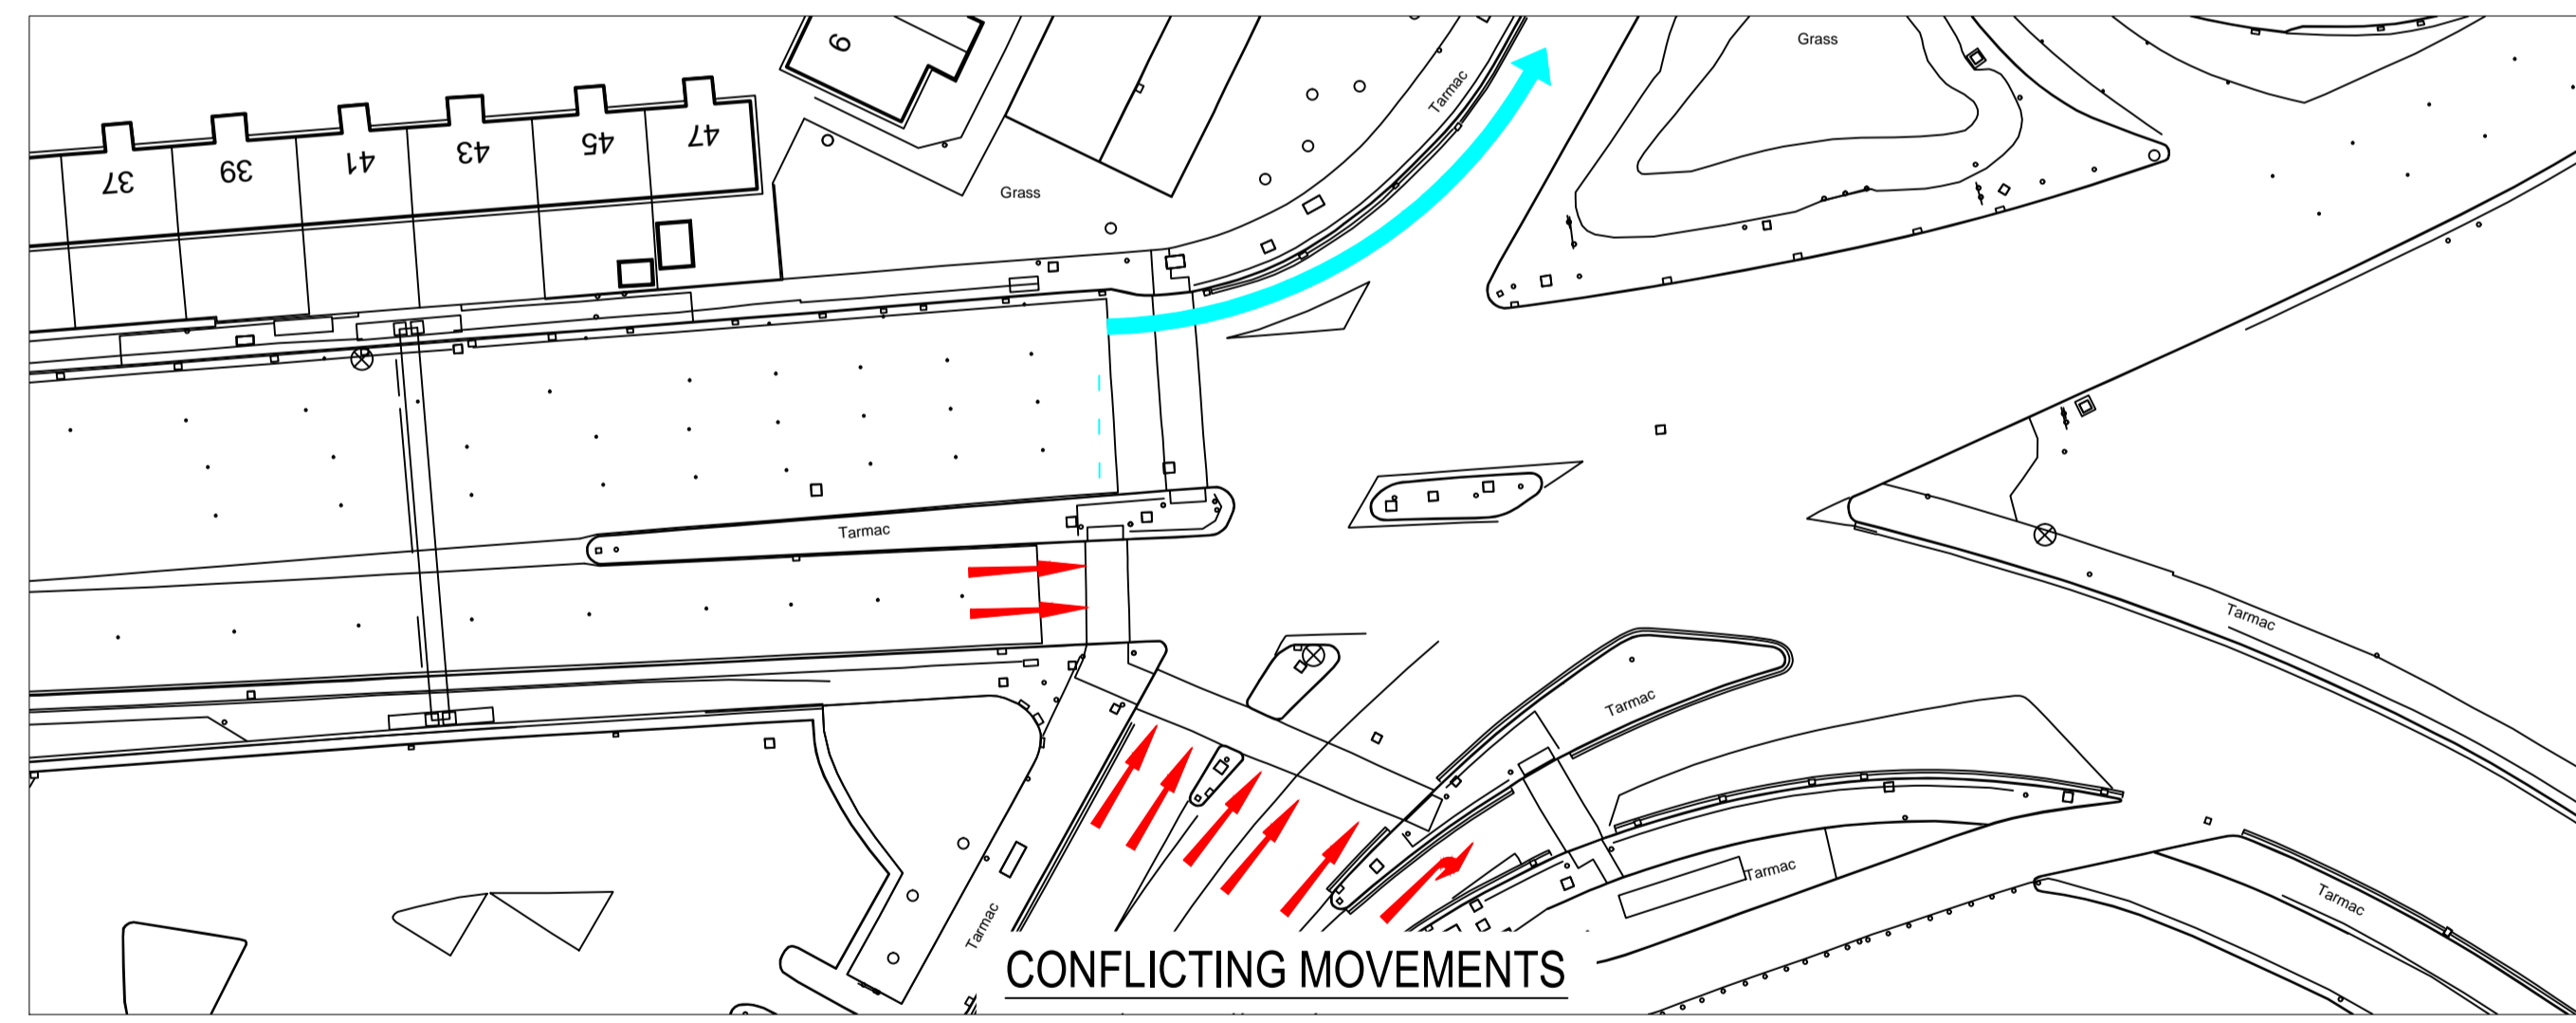 9
Grass
Tarmac
Grass
37
39
41
43
45
47
Tarmac
Tarmac
Tarmac
Tarmac
Tarmac
Tarmac
CONFLICTING MOVEMENTS